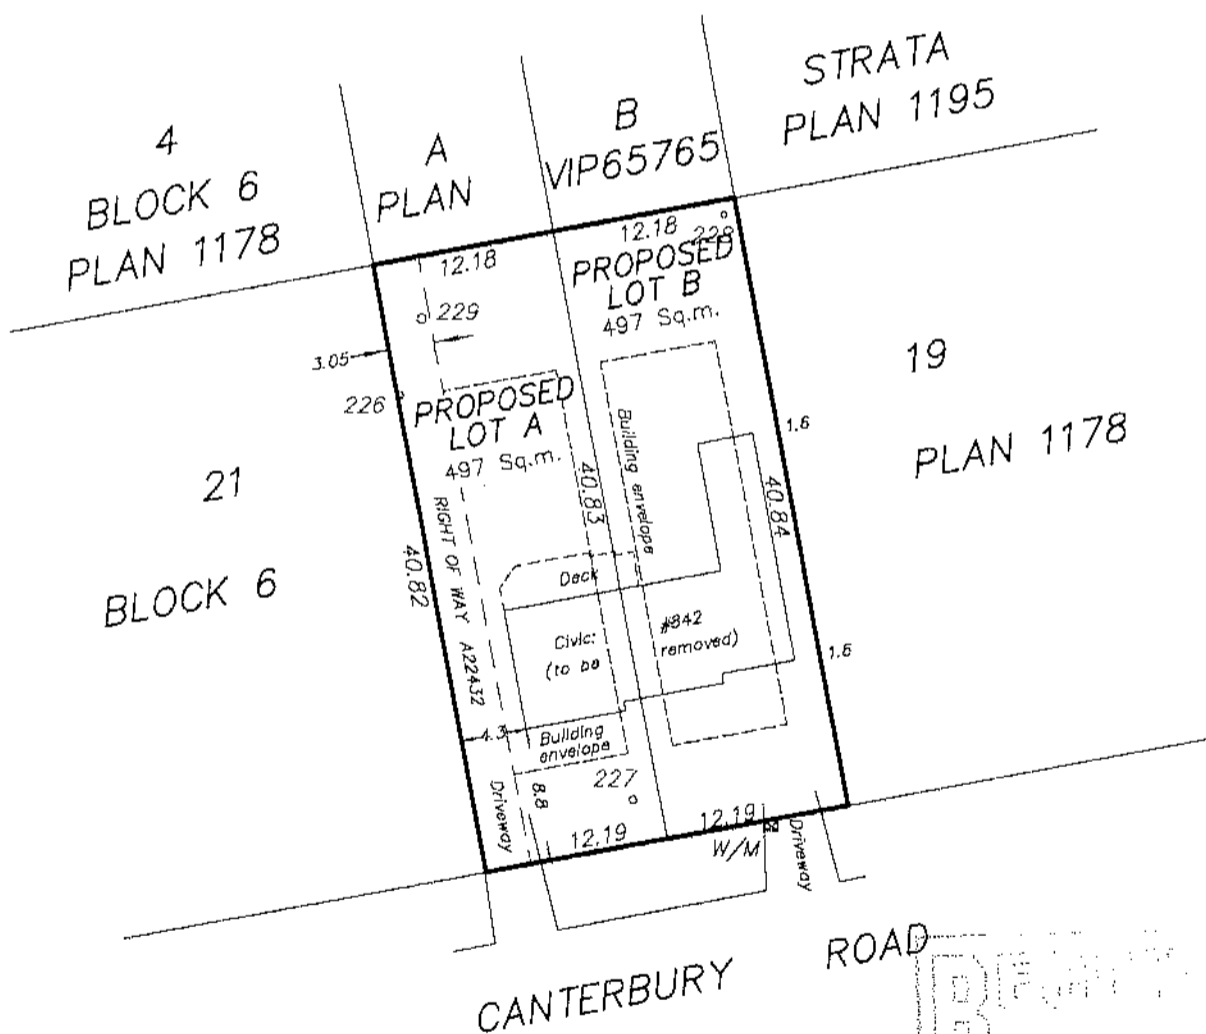 STRATA
PLAN 1195
4
BLOCK 6
PLAN 1178
A
PLAN
B
VIP65765
12.18
12.18
PROPOSED
LOT B
497 Sq.m.
229
3.05
226
PROPOSED
LOT A
497 Sq.m.
19
PLAN 1178
21
BLOCK 6
Building envelope
1.6
40.83
40.84
40.82
RIGHT OF WAY A22432
Deck
Civic: #842
(to be removed)
1.6
4.3
Building
envelope
227
8.8
Driveway
12.19
12.19
W/M
Driveway
CANTERBURY ROAD